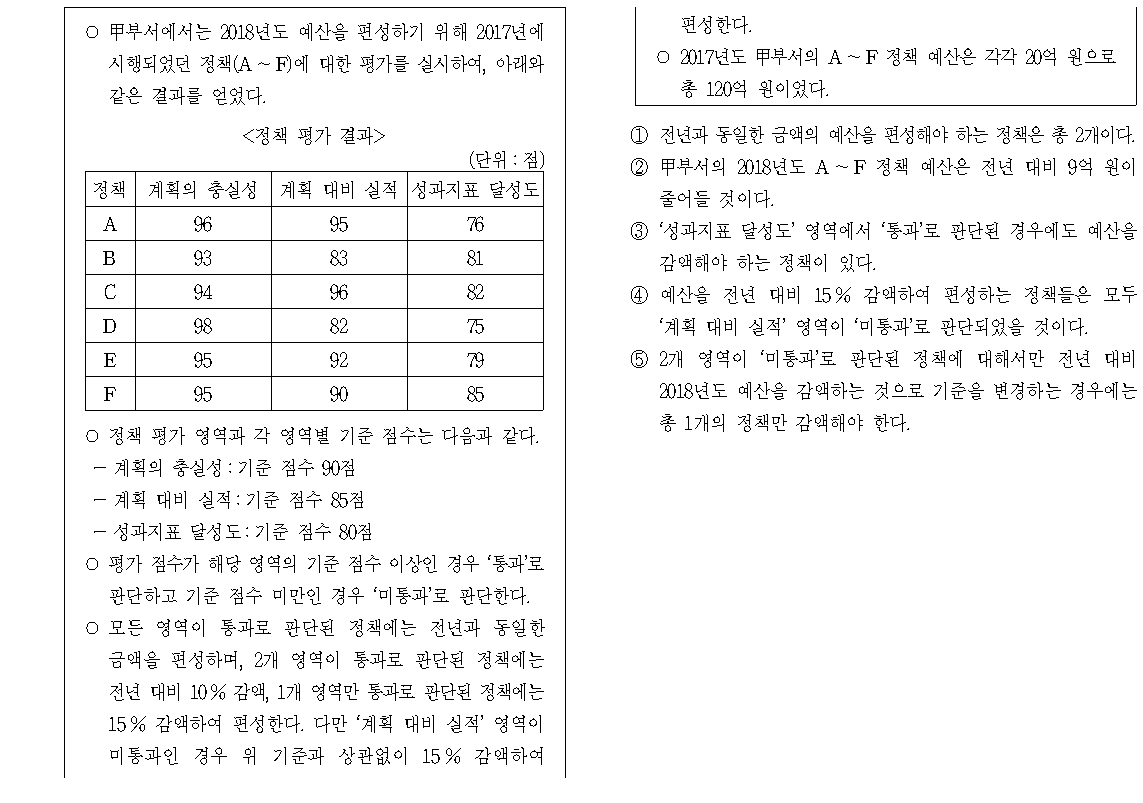 ○ 甲부서에서는 2018년도 예산을 편성하기 위해 2017년에
시행되었던 정책(A ~ F)에 대한 평가를 실시하여, 아래와
같은 결과를 얻었다.
<정책 평가 결과>
(단위 : 점)
정책 계획의 충실성 계획 대비 실적 성과지표 달성도
A 96 95 76
B 93 83 81
C 94 96 82
D 98 82 75
E 95 92 79
F 95 90 85
○ 정책 평가 영역과 각 영역별 기준 점수는 다음과 같다.
- 계획의 충실성 : 기준 점수 90점
- 계획 대비 실적 : 기준 점수 85점
- 성과지표 달성도 : 기준 점수 80점
○ 평가 점수가 해당 영역의 기준 점수 이상인 경우 '통과'로
판단하고 기준 점수 미만인 경우 '미통과'로 판단한다.
○ 모든 영역이 통과로 판단된 정책에는 전년과 동일한
금액을 편성하며, 2개 영역이 통과로 판단된 정책에는
전년 대비 10% 감액, 1개 영역만 통과로 판단된 정책에는
15% 감액하여 편성한다. 다만 '계획 대비 실적' 영역이
미통과인 경우 위 기준과 상관없이 15% 감액하여
편성한다.
○ 2017년도 甲부서의 A ~ F 정책 예산은 각각 20억 원으로
총 120억 원이었다.
① 전년과 동일한 금액의 예산을 편성해야 하는 정책은 총 2개이다.
② 甲부서의 2018년도 A ~ F 정책 예산은 전년 대비 9억 원이
줄어들 것이다.
③ '성과지표 달성도' 영역에서 '통과'로 판단된 경우에도 예산을
감액해야 하는 정책이 있다.
④ 예산을 전년 대비 15% 감액하여 편성하는 정책들은 모두
'계획 대비 실적' 영역이 '미통과'로 판단되었을 것이다.
⑤ 2개 영역이 '미통과'로 판단된 정책에 대해서만 전년 대비
2018년도 예산을 감액하는 것으로 기준을 변경하는 경우에는
총 1개의 정책만 감액해야 한다.